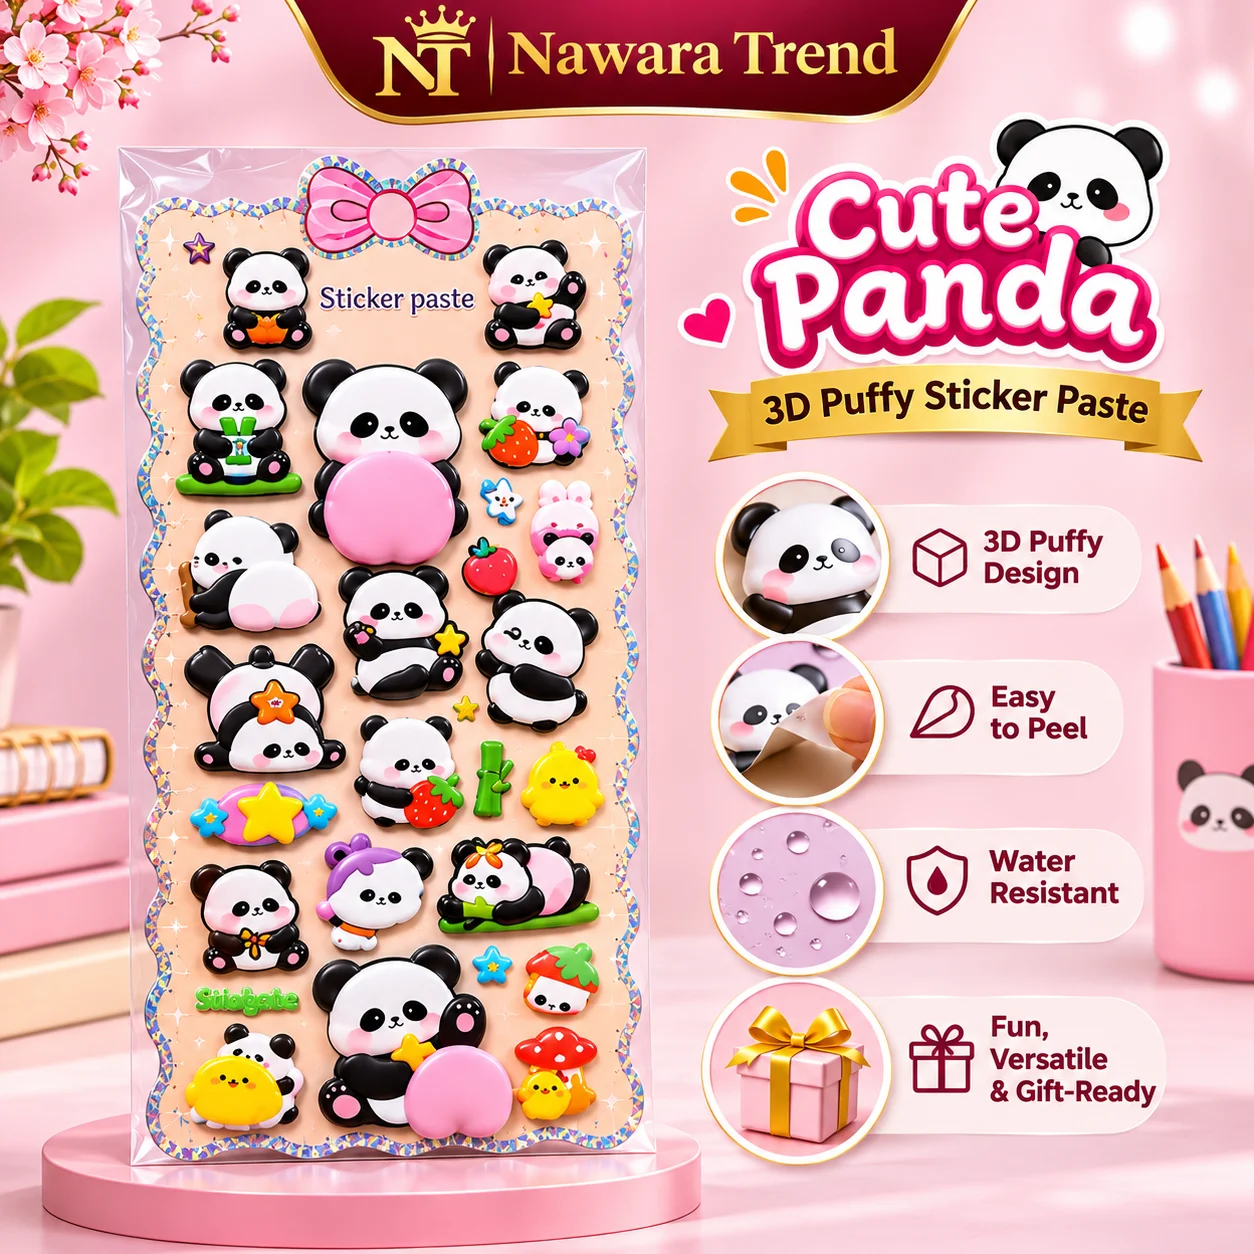 NT | Nawara Trend
Cute
Panda
3D Puffy Sticker Paste
Sticker paste
3D Puffy
Design
Easy
to Peel
Water
Resistant
Fun,
Versatile
& Gift-Ready